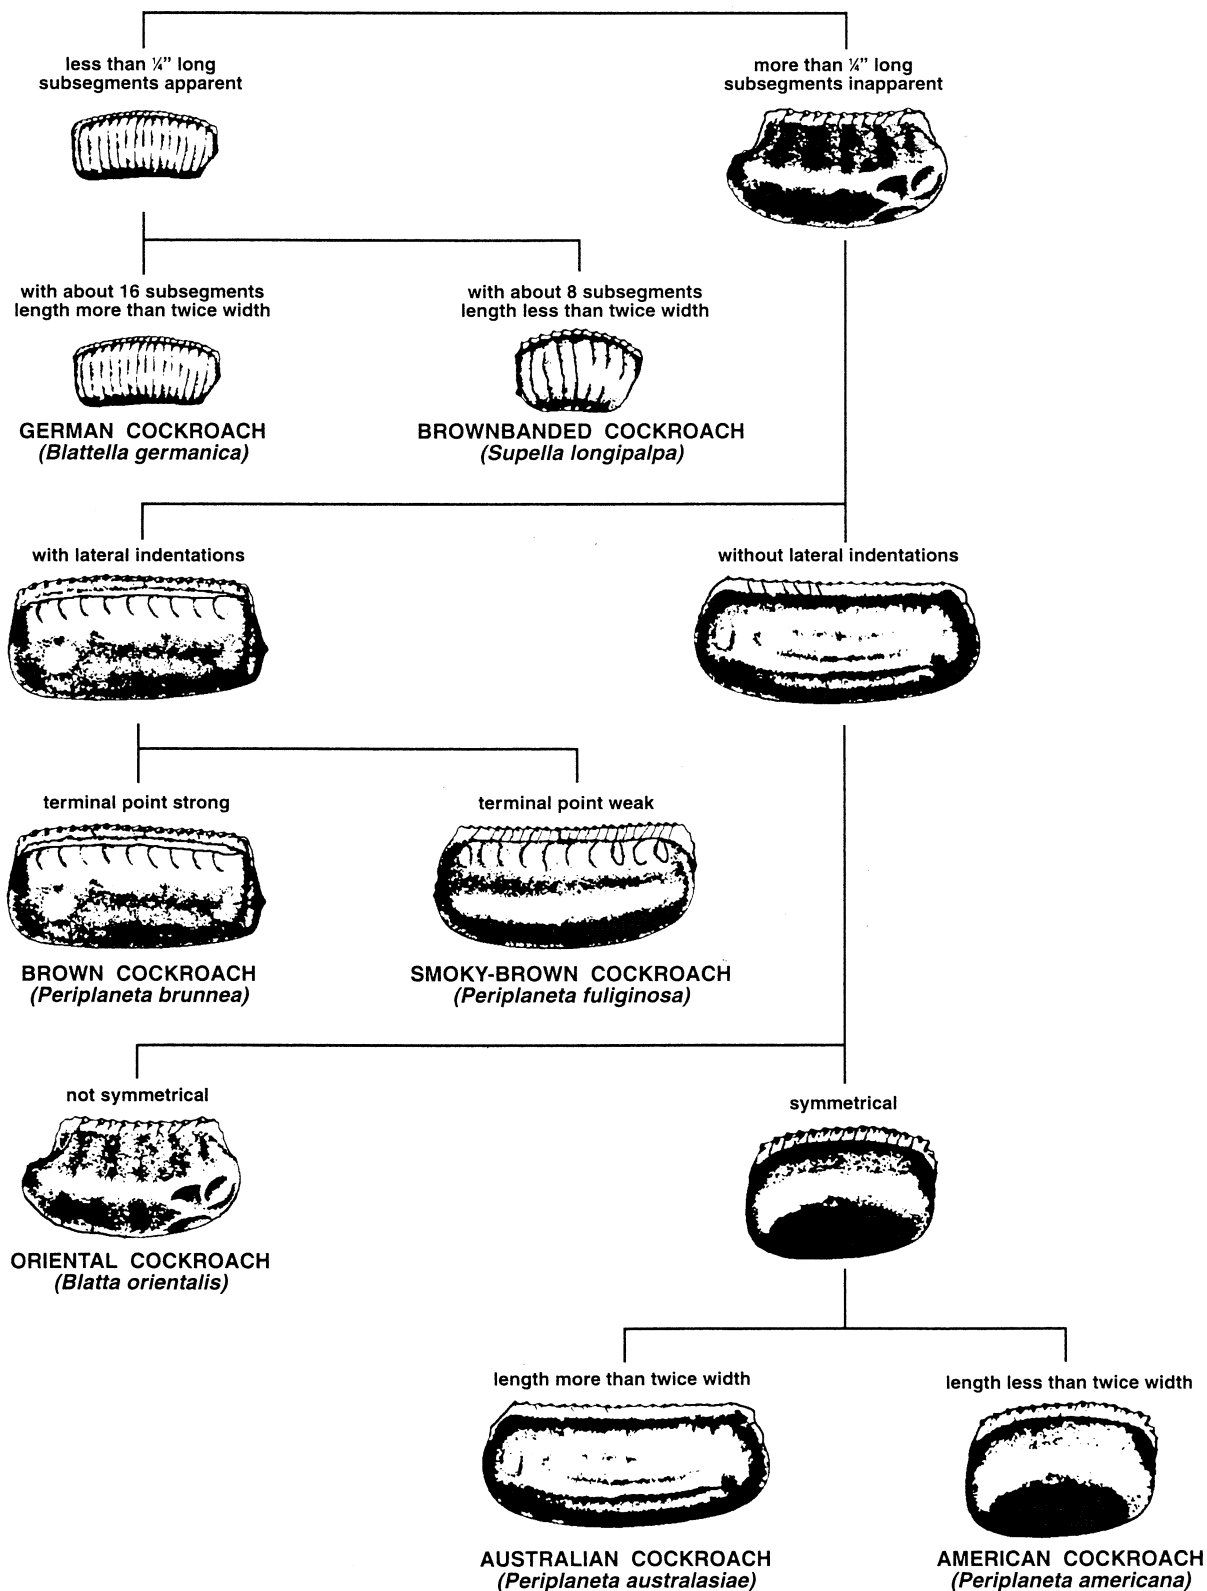 less than ¼” long
subsegments apparent
more than ¼” long
subsegments inapparent
with about 16 subsegments
length more than twice width
with about 8 subsegments
length less than twice width
GERMAN COCKROACH
(Blattella germanica)
BROWNBANDED COCKROACH
(Supella longipalpa)
with lateral indentations
without lateral indentations
terminal point strong
terminal point weak
BROWN COCKROACH
(Periplaneta brunnea)
SMOKY-BROWN COCKROACH
(Periplaneta fuliginosa)
not symmetrical
symmetrical
ORIENTAL COCKROACH
(Blatta orientalis)
length more than twice width
length less than twice width
AUSTRALIAN COCKROACH
(Periplaneta australasiae)
AMERICAN COCKROACH
(Periplaneta americana)